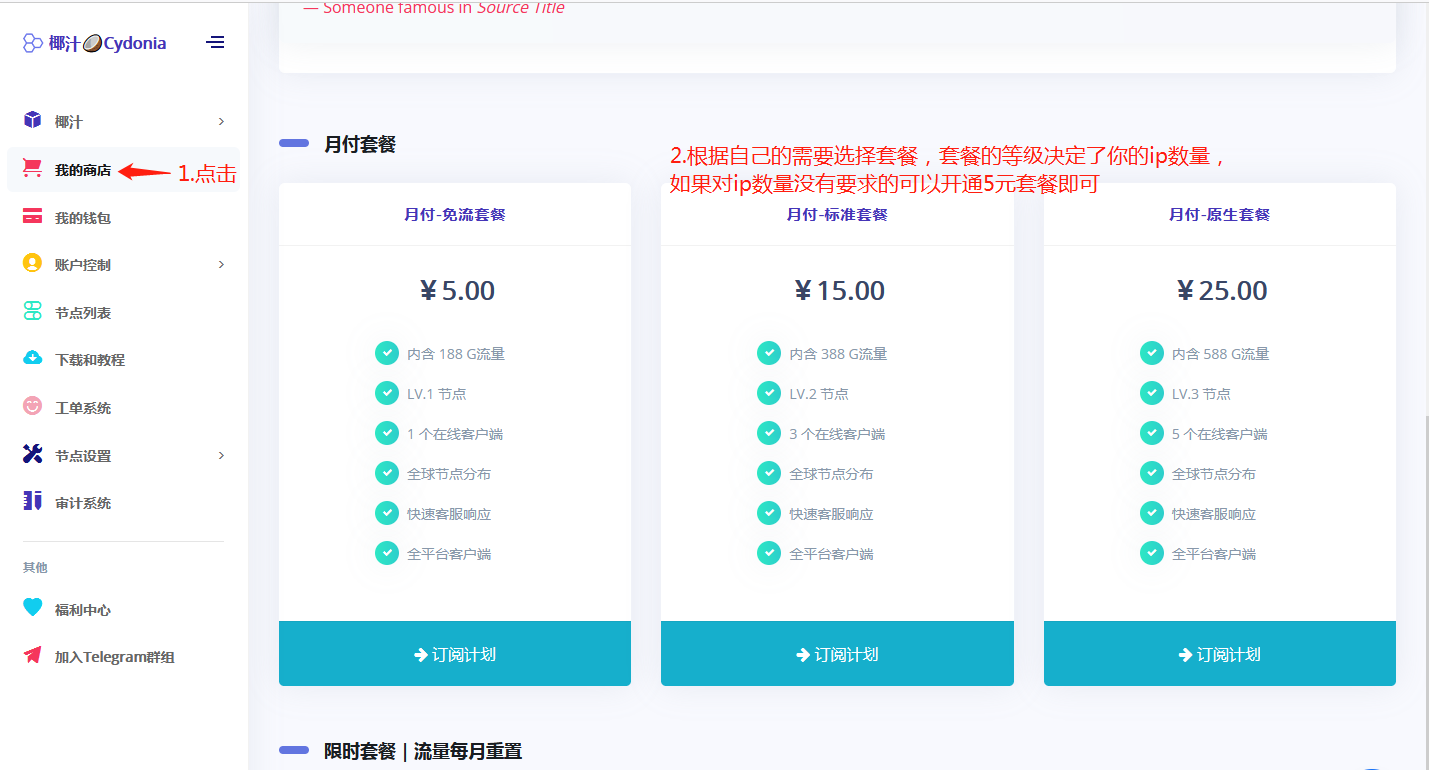 — Someone famous in Source Title
椰汁🥥Cydonia
椰汁
我的商店
1.点击
我的钱包
账户控制
节点列表
下载和教程
工单系统
节点设置
审计系统
其他
福利中心
加入Telegram群组
月付套餐
2.根据自己的需要选择套餐，套餐的等级决定了你的ip数量，
如果对ip数量没有要求的可以开通5元套餐即可
月付-免流套餐
¥5.00
内含 188 G流量
LV.1 节点
1 个在线客户端
全球节点分布
快速客服响应
全平台客户端
订阅计划
月付-标准套餐
¥15.00
内含 388 G流量
LV.2 节点
3 个在线客户端
全球节点分布
快速客服响应
全平台客户端
订阅计划
月付-原生套餐
¥25.00
内含 588 G流量
LV.3 节点
5 个在线客户端
全球节点分布
快速客服响应
全平台客户端
订阅计划
限时套餐 | 流量每月重置